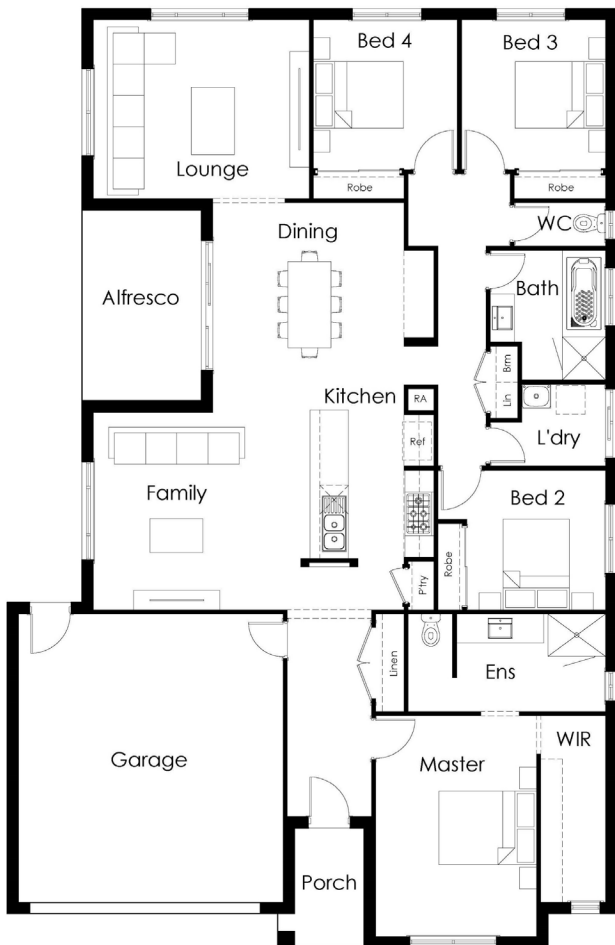 Bed 4
Bed 3
Lounge
Robe
Robe
WC
Dining
Bath
Alfresco
Brm
Lin
Kitchen
RA
Ref
L'dry
Family
Bed 2
Robe
P'try
Linen
Ens
Garage
Master
WIR
Porch